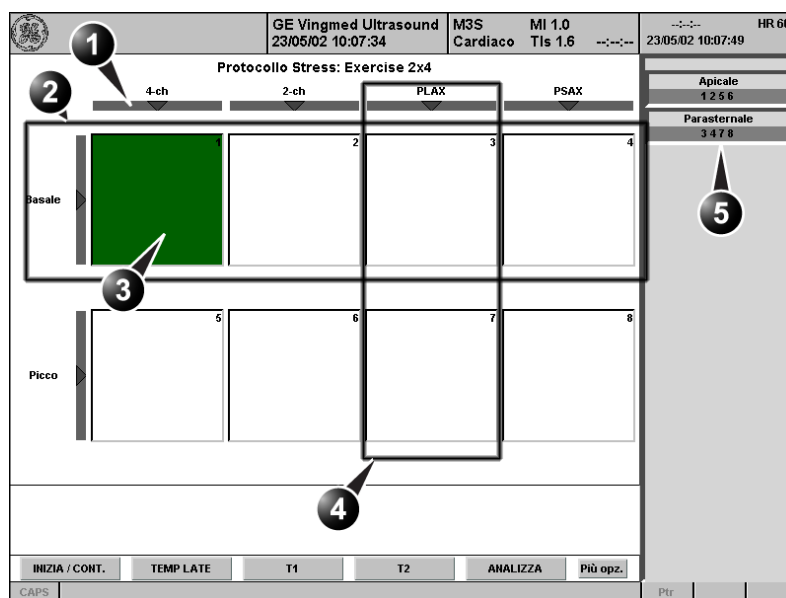 GE Vingmed Ultrasound
23/05/02 10:07:34
M3S MI 1.0
Cardiaco TIs 1.6 --:--:--
--:--:-- HR 60
23/05/02 10:07:49
1
Protocollo Stress: Exercise 2x4
Apicale
1 2 5 6
2
4-ch 2-ch PLAX PSAX
Parasternale
3 4 7 8
1 2 3 4
Basale
5
3
5 6 7 8
Picco
4
INIZIA / CONT. TEMP LATE T1 T2 ANALIZZA Più opz.
CAPS Ptr